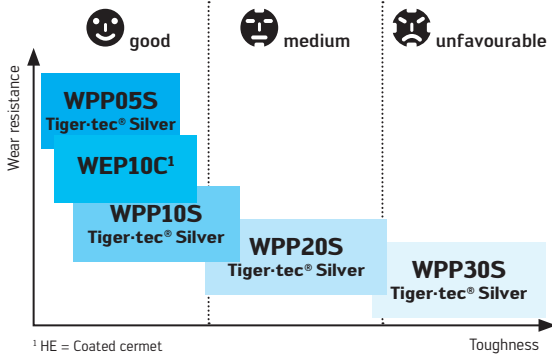 good
medium
unfavourable
Wear resistance
WPP05S
Tiger·tec® Silver
WEP10C¹
WPP10S
Tiger·tec® Silver
WPP20S
Tiger·tec® Silver
WPP30S
Tiger·tec® Silver
¹ HE = Coated cermet
Toughness